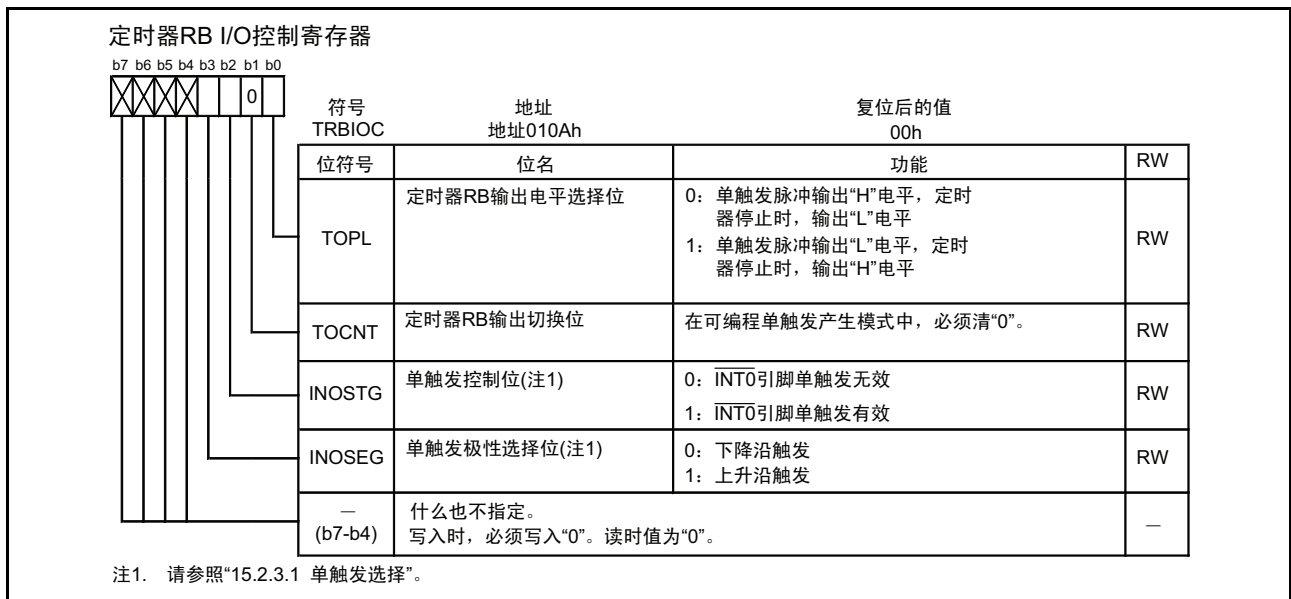 定时器RB I/O控制寄存器
b7 b6 b5 b4 b3 b2 b1 b0
0
符号 地址 复位后的值
TRBIOC 地址010Ah 00h
位符号 位名 功能 RW
TOPL 定时器RB输出电平选择位 0：单触发脉冲输出“H”电平，定时
器停止时，输出“L”电平
1：单触发脉冲输出“L”电平，定时
器停止时，输出“H”电平
RW
TOCNT 定时器RB输出切换位 在可编程单触发产生模式中，必须清“0”。 RW
INOSTG 单触发控制位(注1) 0：INT0引脚单触发无效
1：INT0引脚单触发有效
RW
INOSEG 单触发极性选择位(注1) 0：下降沿触发
1：上升沿触发
RW
—
(b7-b4)
什么也不指定。
写入时，必须写入“0”。读时值为“0”。
—
注1. 请参照“15.2.3.1 单触发选择”。